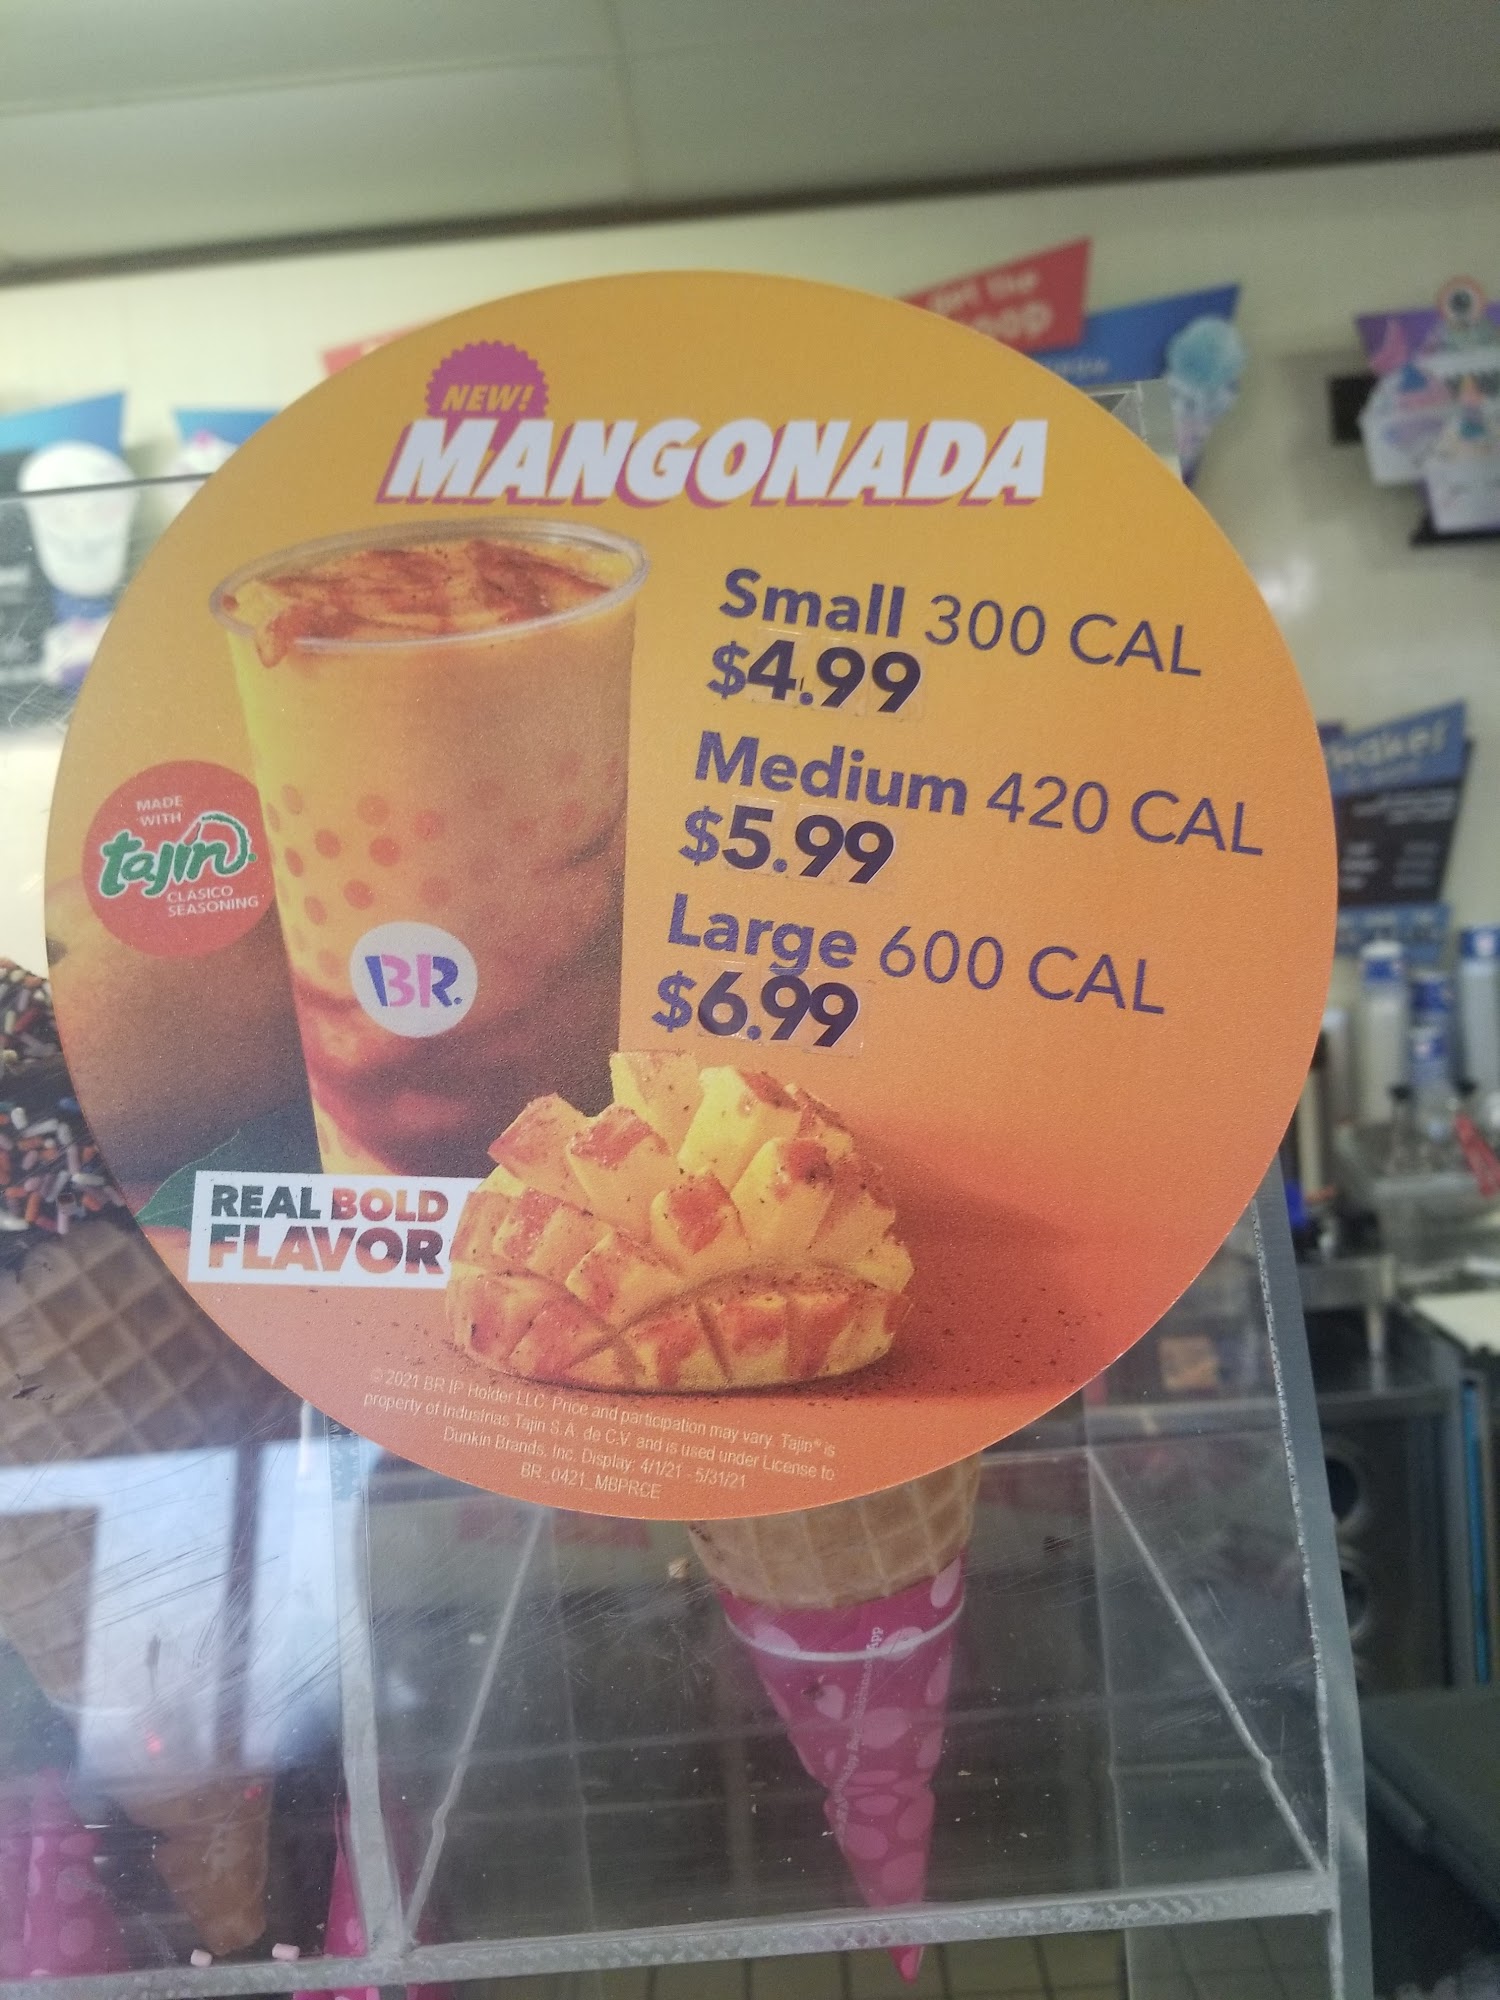 NEW!
MANGONADA
Small 300 CAL
$4.99
Medium 420 CAL
$5.99
Large 600 CAL
$6.99
MADE
WITH
tajín
CLÁSICO
SEASONING
BR.
REAL BOLD
FLAVOR
© 2021 BR IP Holder LLC. Price and participation may vary. Tajin® is
property of Industrias Tajin S.A. de C.V. and is used under License to
Dunkin Brands, Inc. Display: 4/1/21 - 5/31/21
BR_0421_MBPRCE